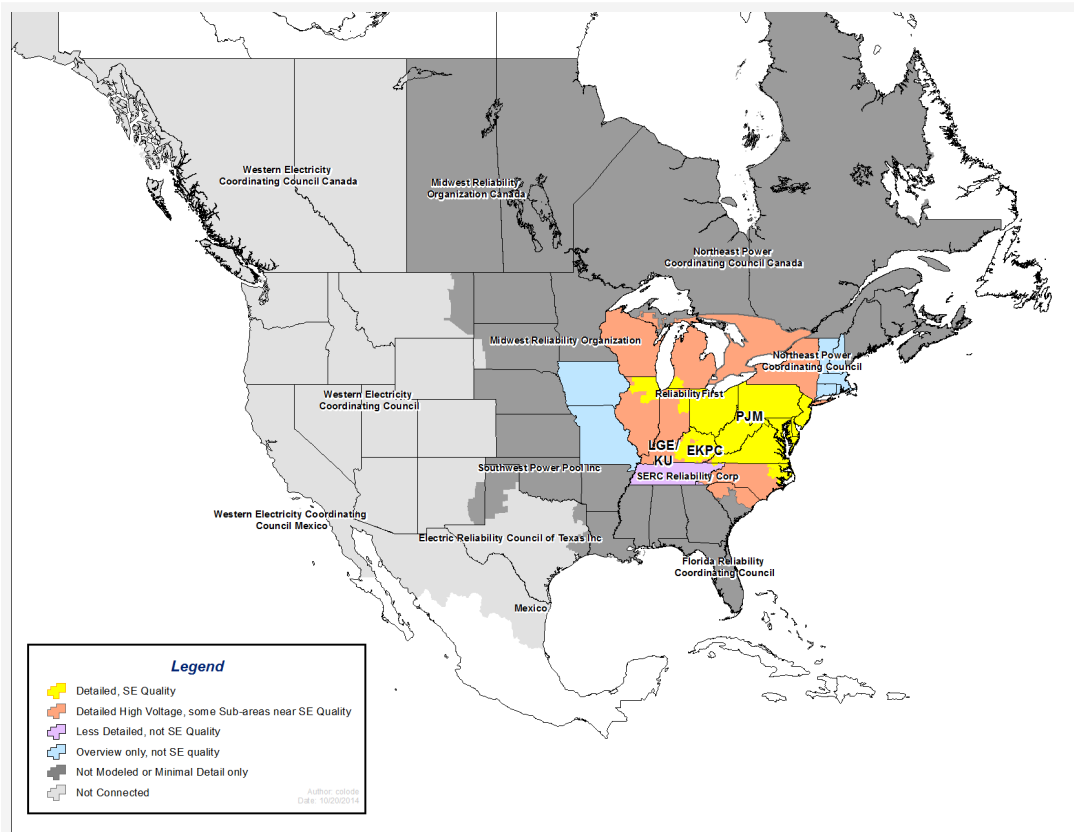 Western Electricity
Coordinating Council Canada
Midwest Reliability
Organization Canada
Northeast Power
Coordinating Council Canada
Midwest Reliability Organization
Northeast Power
Coordinating Council
Western Electricity
Coordinating Council
ReliabilityFirst
PJM
LGE/
KU
EKPC
Southwest Power Pool Inc
SERC Reliability Corp
Western Electricity Coordinating
Council Mexico
Electric Reliability Council of Texas Inc
Florida Reliability
Coordinating Council
Mexico
Legend
Detailed, SE Quality
Detailed High Voltage, some Sub-areas near SE Quality
Less Detailed, not SE Quality
Overview only, not SE quality
Not Modeled or Minimal Detail only
Not Connected
Author: colode
Date: 10/20/2014